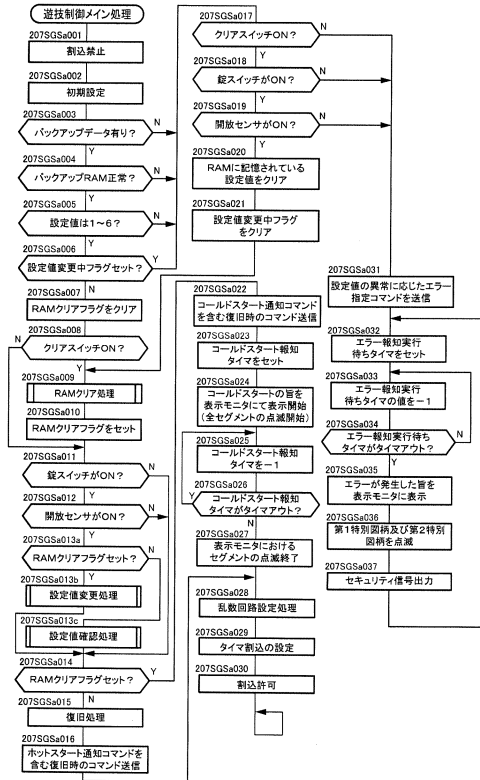 遊技制御メイン処理
207SGSa001
割込禁止
207SGSa002
初期設定
207SGSa003
バックアップデータ有り?
N
Y
207SGSa004
バックアップRAM正常?
N
Y
207SGSa005
設定値は1～6?
N
Y
207SGSa006
設定値変更中フラグセット?
Y
N
207SGSa007
RAMクリアフラグをクリア
207SGSa008
クリアスイッチON?
N
Y
207SGSa009
RAMクリア処理
207SGSa010
RAMクリアフラグをセット
207SGSa011
錠スイッチがON?
N
Y
207SGSa012
開放センサがON?
N
Y
207SGSa013a
RAMクリアフラグセット?
N
Y
207SGSa013b
設定値変更処理
207SGSa013c
設定値確認処理
207SGSa014
RAMクリアフラグセット?
Y
N
207SGSa015
復旧処理
207SGSa016
ホットスタート通知コマンドを
含む復旧時のコマンド送信
207SGSa017
クリアスイッチON?
N
Y
207SGSa018
錠スイッチがON?
N
Y
207SGSa019
開放センサがON?
N
Y
207SGSa020
RAMに記憶されている
設定値をクリア
207SGSa021
設定値変更中フラグ
をクリア
207SGSa022
コールドスタート通知コマンド
を含む復旧時のコマンド送信
207SGSa023
コールドスタート報知
タイマをセット
207SGSa024
コールドスタートの旨を
表示モニタにて表示開始
(全セグメントの点滅開始)
207SGSa025
コールドスタート報知
タイマを－1
207SGSa026
コールドスタート報知
タイマがタイマアウト?
Y
N
207SGSa027
表示モニタにおける
セグメントの点滅終了
207SGSa028
乱数回路設定処理
207SGSa029
タイマ割込の設定
207SGSa030
割込許可
207SGSa031
設定値の異常に応じたエラー
指定コマンドを送信
207SGSa032
エラー報知実行
待ちタイマをセット
207SGSa033
エラー報知実行
待ちタイマの値を－1
207SGSa034
エラー報知実行待ち
タイマがタイマアウト?
N
Y
207SGSa035
エラーが発生した旨を
表示モニタに表示
207SGSa036
第1特別図柄及び第2特別
図柄を点滅
207SGSa037
セキュリティ信号出力